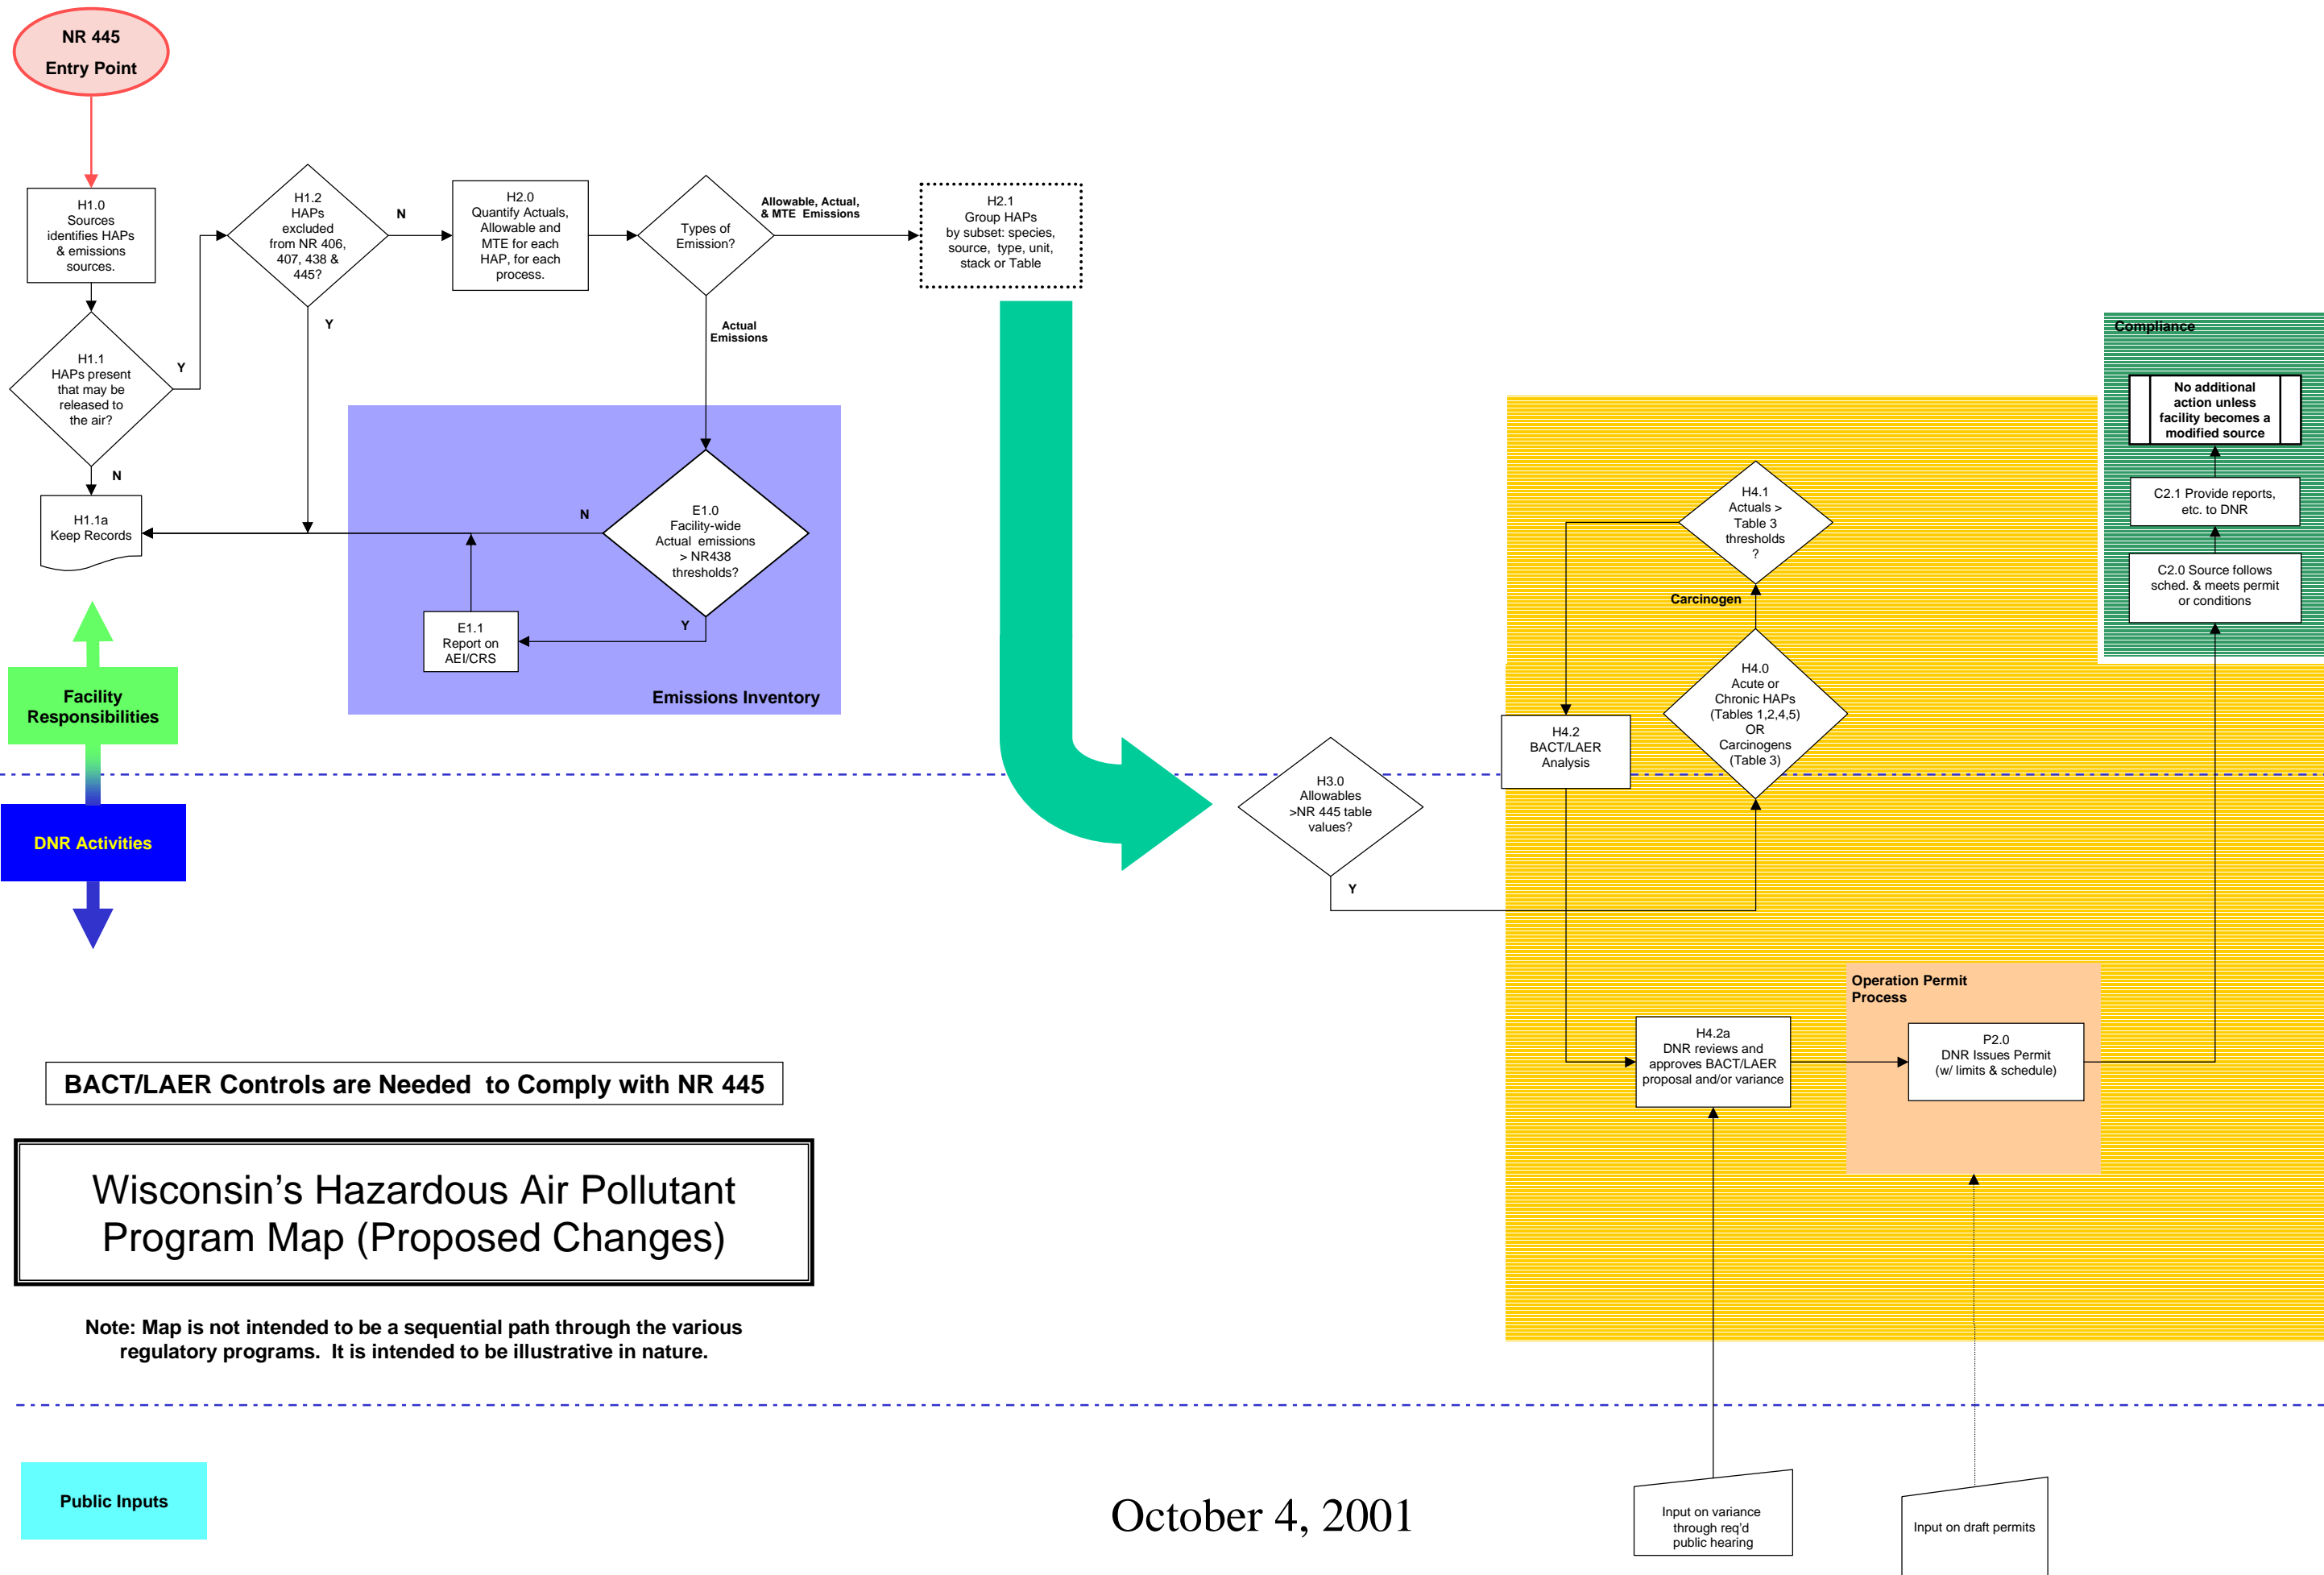 NR 445
Entry Point
H1.0
Sources
identifies HAPs
& emissions
sources.
H1.1
HAPs present
that may be
released to
the air?
Y
N
H1.1a
Keep Records
H1.2
HAPs
excluded
from NR 406,
407, 438 &
445?
N
Y
H2.0
Quantify Actuals,
Allowable and
MTE for each
HAP, for each
process.
Types of
Emission?
Allowable, Actual,
& MTE Emissions
Actual
Emissions
H2.1
Group HAPs
by subset: species,
source, type, unit,
stack or Table
E1.0
Facility-wide
Actual emissions
> NR438
thresholds?
N
Y
E1.1
Report on
AEI/CRS
Emissions Inventory
Facility
Responsibilities
DNR Activities
H3.0
Allowables
>NR 445 table
values?
Y
H4.0
Acute or
Chronic HAPs
(Tables 1,2,4,5)
OR
Carcinogens
(Table 3)
Carcinogen
H4.1
Actuals >
Table 3
thresholds
?
H4.2
BACT/LAER
Analysis
H4.2a
DNR reviews and
approves BACT/LAER
proposal and/or variance
Operation Permit
Process
P2.0
DNR Issues Permit
(w/ limits & schedule)
Compliance
No additional
action unless
facility becomes a
modified source
C2.1 Provide reports,
etc. to DNR
C2.0 Source follows
sched. & meets permit
or conditions
BACT/LAER Controls are Needed to Comply with NR 445
Wisconsin’s Hazardous Air Pollutant
Program Map (Proposed Changes)
Note: Map is not intended to be a sequential path through the various
regulatory programs. It is intended to be illustrative in nature.
Public Inputs
October 4, 2001
Input on variance
through req’d
public hearing
Input on draft permits